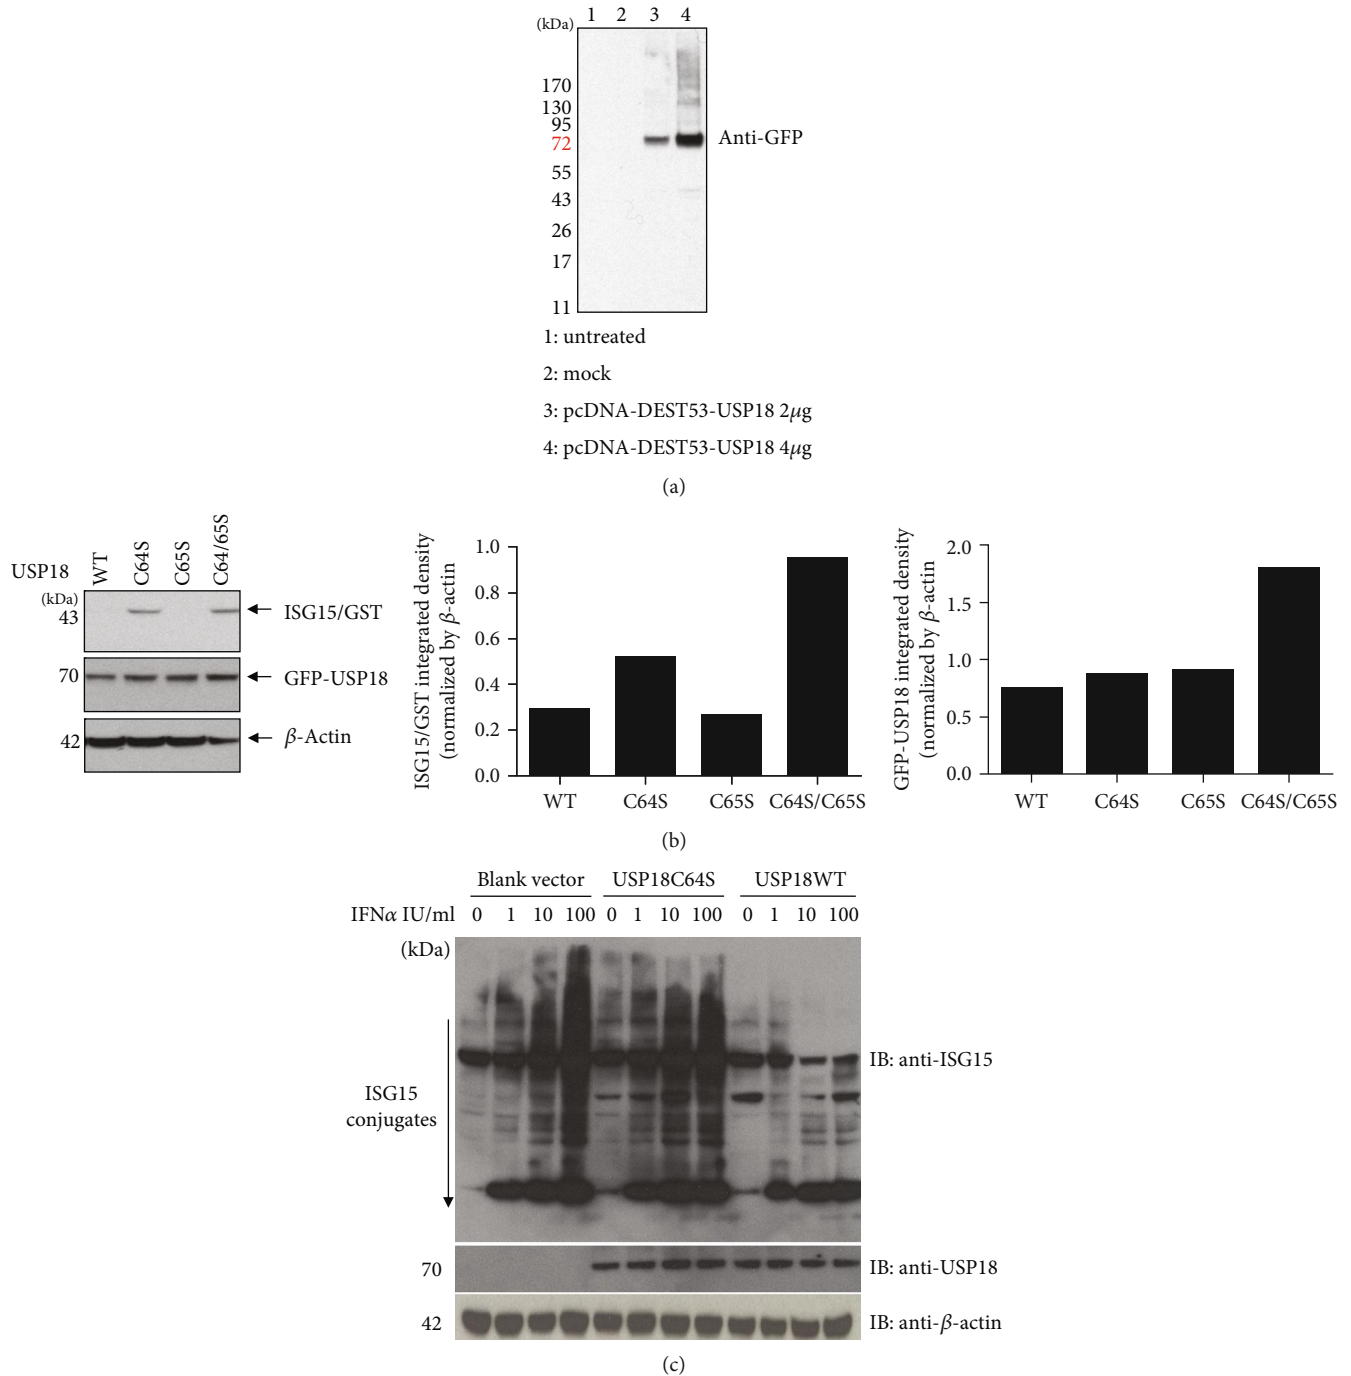 1 2 3 4
(kDa)
170
130
95
72
55
43
26
17
11
Anti-GFP
1: untreated
2: mock
3: pcDNA-DEST53-USP18 2μg
4: pcDNA-DEST53-USP18 4μg
(a)
USP18
WT
C64S
C65S
C64/65S
(kDa)
43
ISG15/GST
70
GFP-USP18
42
β-Actin
ISG15/GST integrated density
(normalized by β-actin
1.0
0.8
0.6
0.4
0.2
0.0
WT C64S C65S C64S/C65S
GFP-USP18 integrated density
(normalized by β-actin
2.0
1.5
1.0
0.5
0.0
WT C64S C65S C64S/C65S
(b)
Blank vector USP18C64S USP18WT
IFNα IU/ml 0 1 10 100 0 1 10 100 0 1 10 100
(kDa)
ISG15
conjugates
IB: anti-ISG15
70
IB: anti-USP18
42
IB: anti-β-actin
(c)